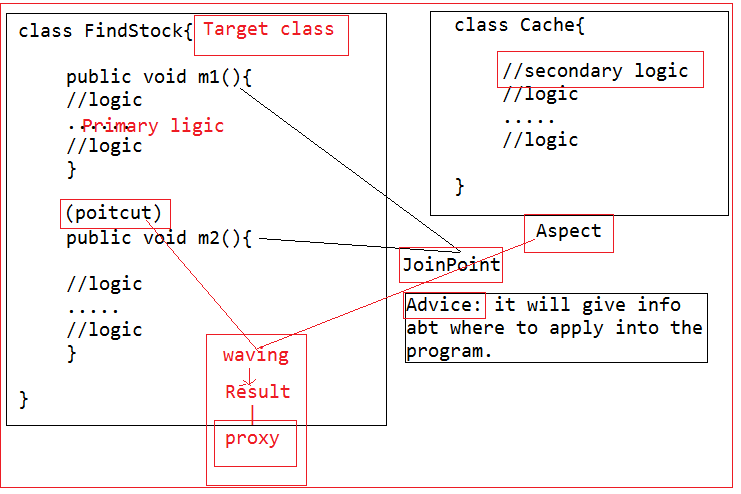 class FindStock{ Target class
public void m1(){
//logic
......
Primary ligic
//logic
}
(poitcut)
public void m2(){
//logic
.....
//logic
}
waving
Result
proxy
}
class Cache{
//secondary logic
//logic
.....
//logic
}
Aspect
JoinPoint
Advice: it will give info
abt where to apply into the
program.